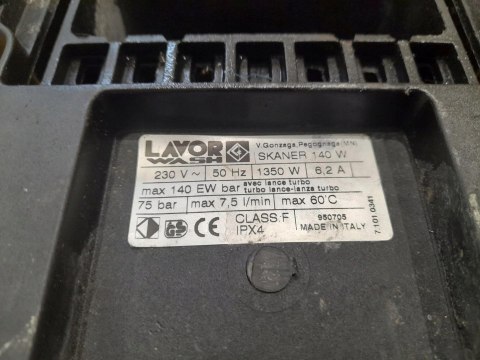 LAVOR
WASH
V. Gonzaga, Pegognaga (MN)
SKANER 140 W
230 V ~ 50 Hz 1350 W 6,2 A
max 140 EW bar avec lance turbo
turbo lance-lanza turbo
75 bar max 7,5 l/min max 60°C
CLASS F
IPX4
GS CE
950705
MADE IN ITALY
7.101 0341